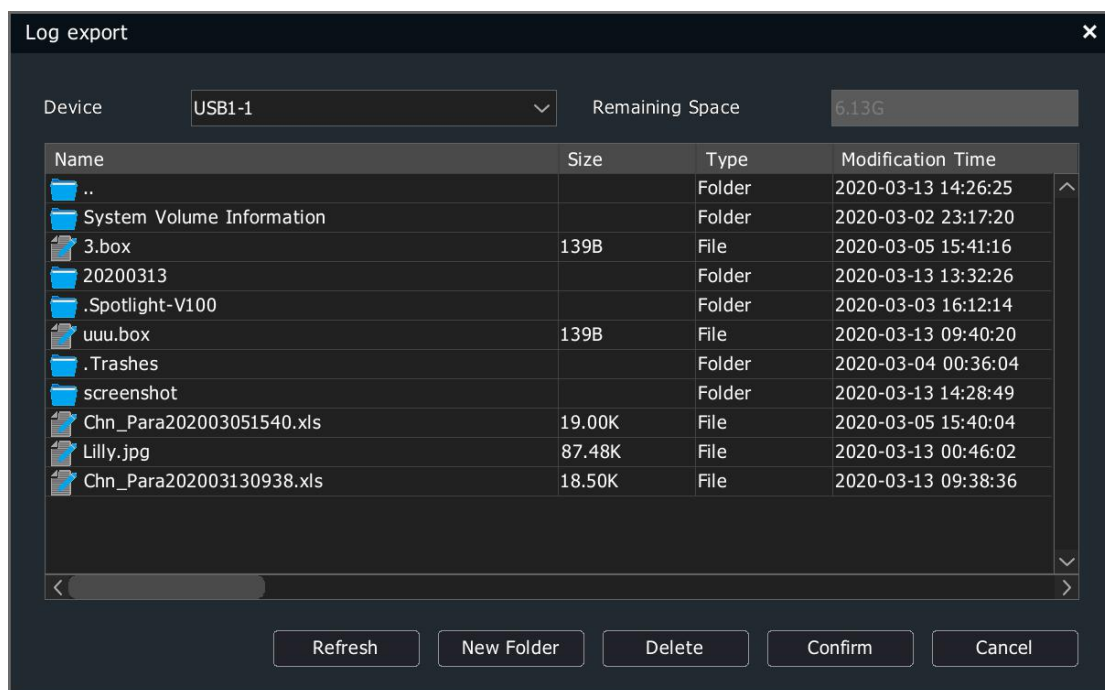 Log export
Device USB1-1 Remaining Space 6.13G
Name Size Type Modification Time
.. Folder 2020-03-13 14:26:25
System Volume Information Folder 2020-03-02 23:17:20
3.box 139B File 2020-03-05 15:41:16
20200313 Folder 2020-03-13 13:32:26
.Spotlight-V100 Folder 2020-03-03 16:12:14
uuu.box 139B File 2020-03-13 09:40:20
.Trashes Folder 2020-03-04 00:36:04
screenshot Folder 2020-03-13 14:28:49
Chn_Para202003051540.xls 19.00K File 2020-03-05 15:40:04
Lilly.jpg 87.48K File 2020-03-13 00:46:02
Chn_Para202003130938.xls 18.50K File 2020-03-13 09:38:36
Refresh New Folder Delete Confirm Cancel